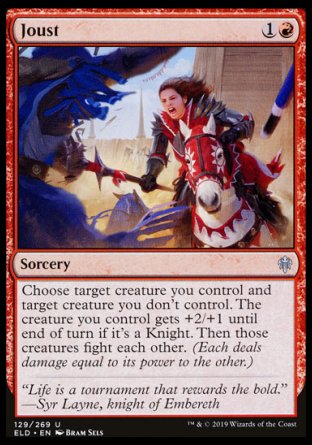 Joust 1
Sorcery
Choose target creature you control and
target creature you don't control. The
creature you control gets +2/+1 until
end of turn if it's a Knight. Then those
creatures fight each other. (Each deals
damage equal to its power to the other.)
"Life is a tournament that rewards the bold."
—Syr Layne, knight of Embereth
129/269 U
ELD • EN Bram Sels
™ & © 2019 Wizards of the Coast